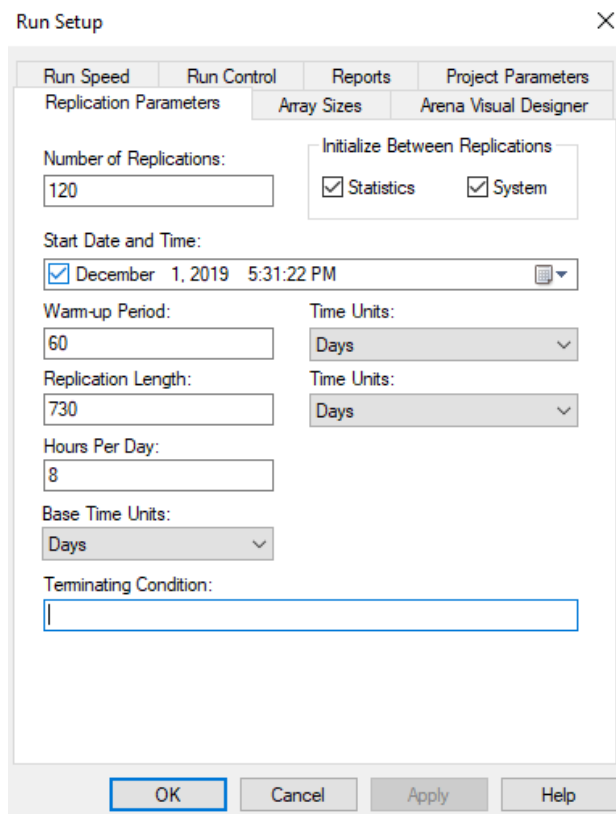 Run Setup
Run Speed Run Control Reports Project Parameters
Replication Parameters Array Sizes Arena Visual Designer
Number of Replications:
120
Initialize Between Replications
Statistics System
Start Date and Time:
December 1, 2019 5:31:22 PM
Warm-up Period: Time Units:
60 Days
Replication Length: Time Units:
730 Days
Hours Per Day:
8
Base Time Units:
Days
Terminating Condition:
OK Cancel Apply Help